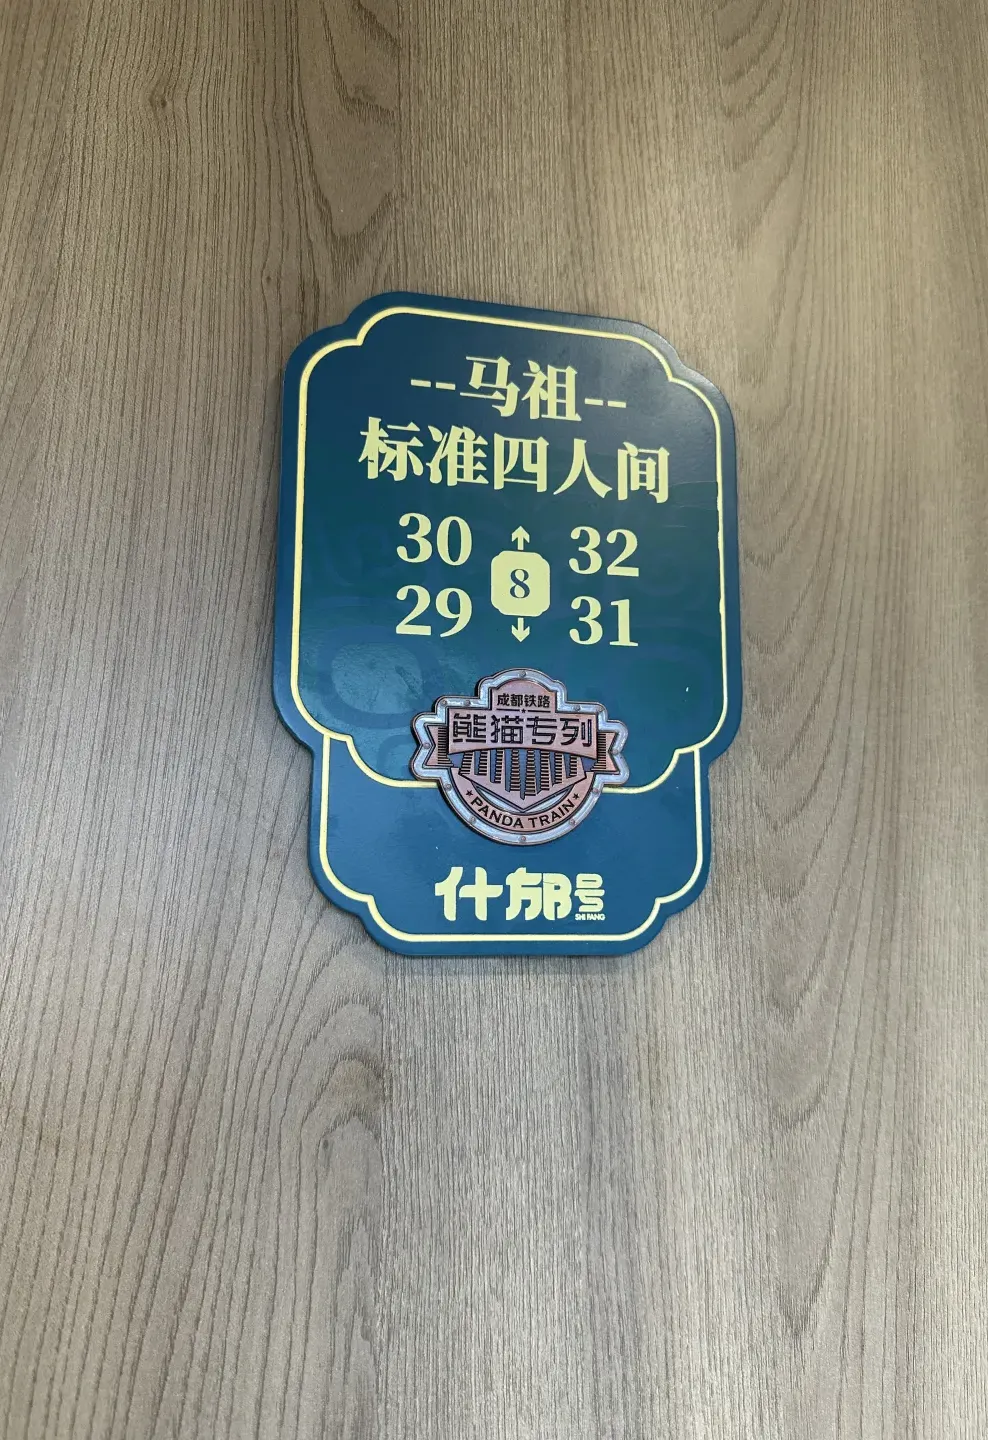 --马祖--
标准四人间
30 ↑ 32
8
29 ↓ 31
成都铁路
熊猫专列
★PANDA TRAIN★
什邡号
SHI FANG